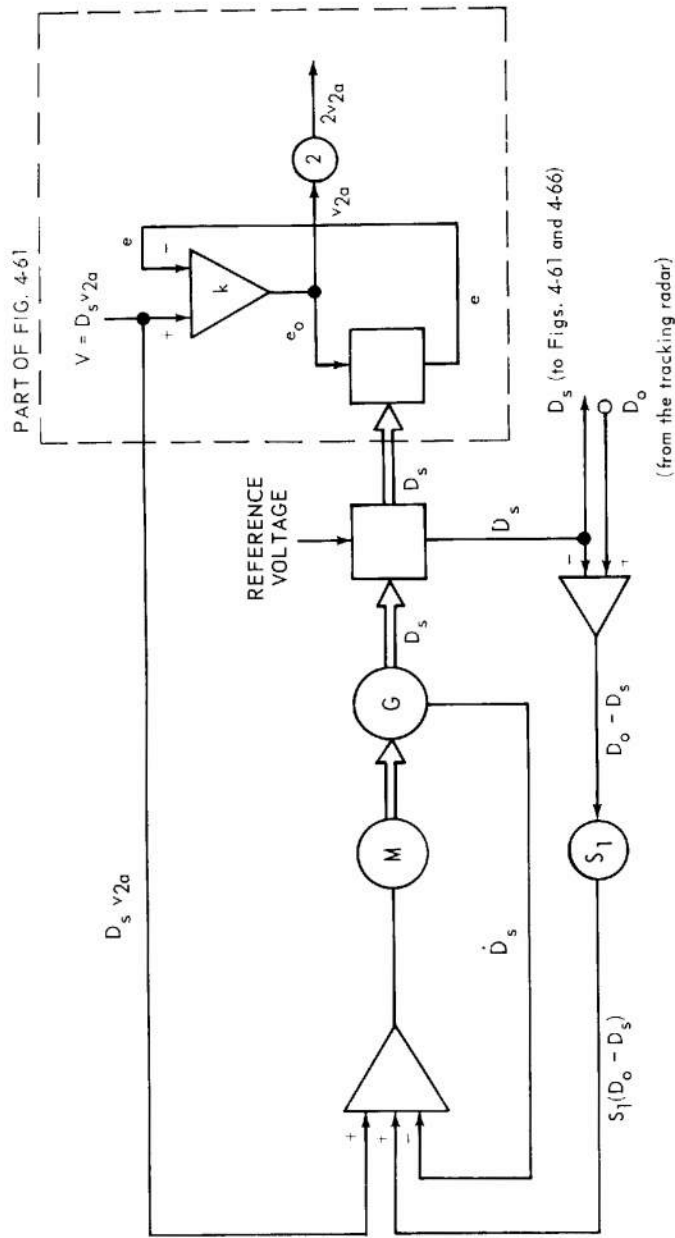 PART OF FIG. 4-61
V = D_s v_2a
e
+
−
k
e_o
v_2a
2
2v_2a
e
D_s v_2a
REFERENCE
VOLTAGE
M
G
D_s
D_s
D_s
D_s (to Figs. 4-61 and 4-66)
D_o
(from the tracking radar)
−
+
D_o − D_s
S_1
S_1(D_o − D_s)
Ḋ_s
+
+
−